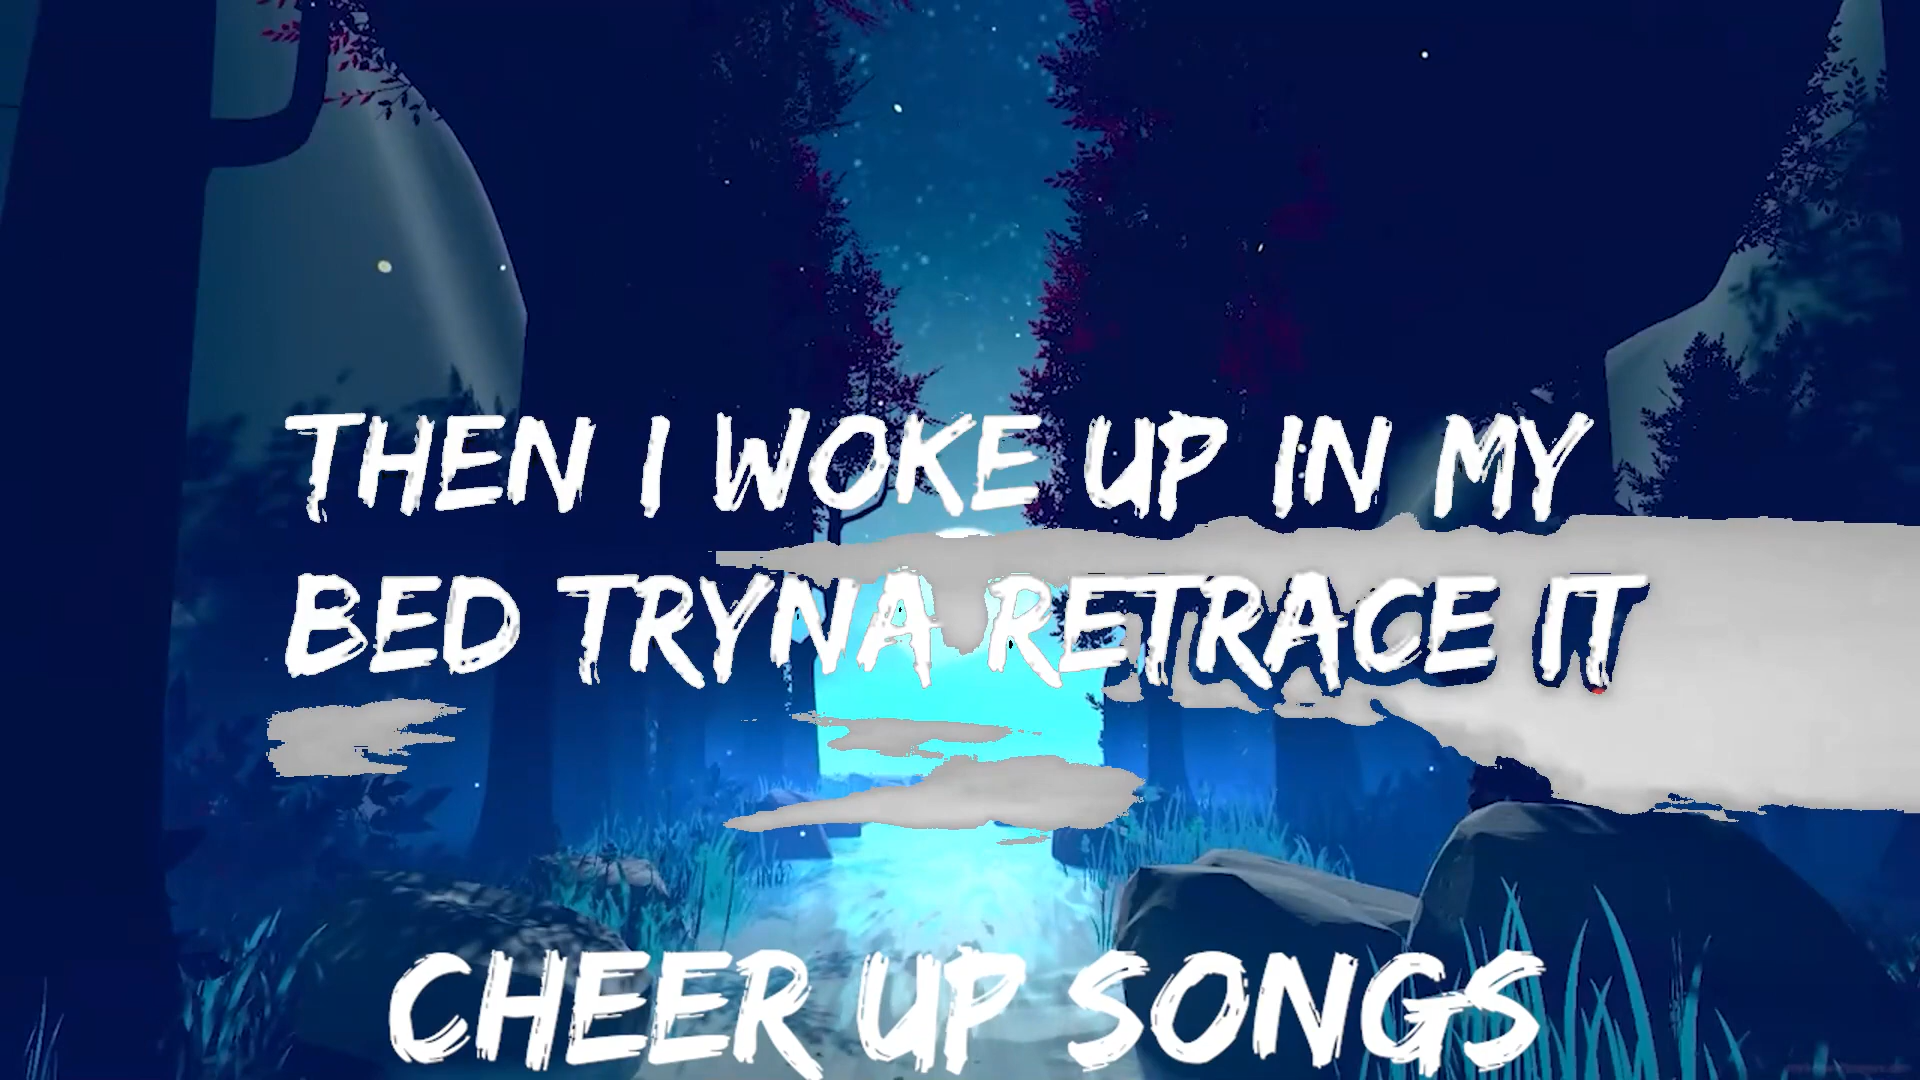 THEN I WOKE UP IN MY
BED TRYNA RETRACE IT
CHEER UP SONGS